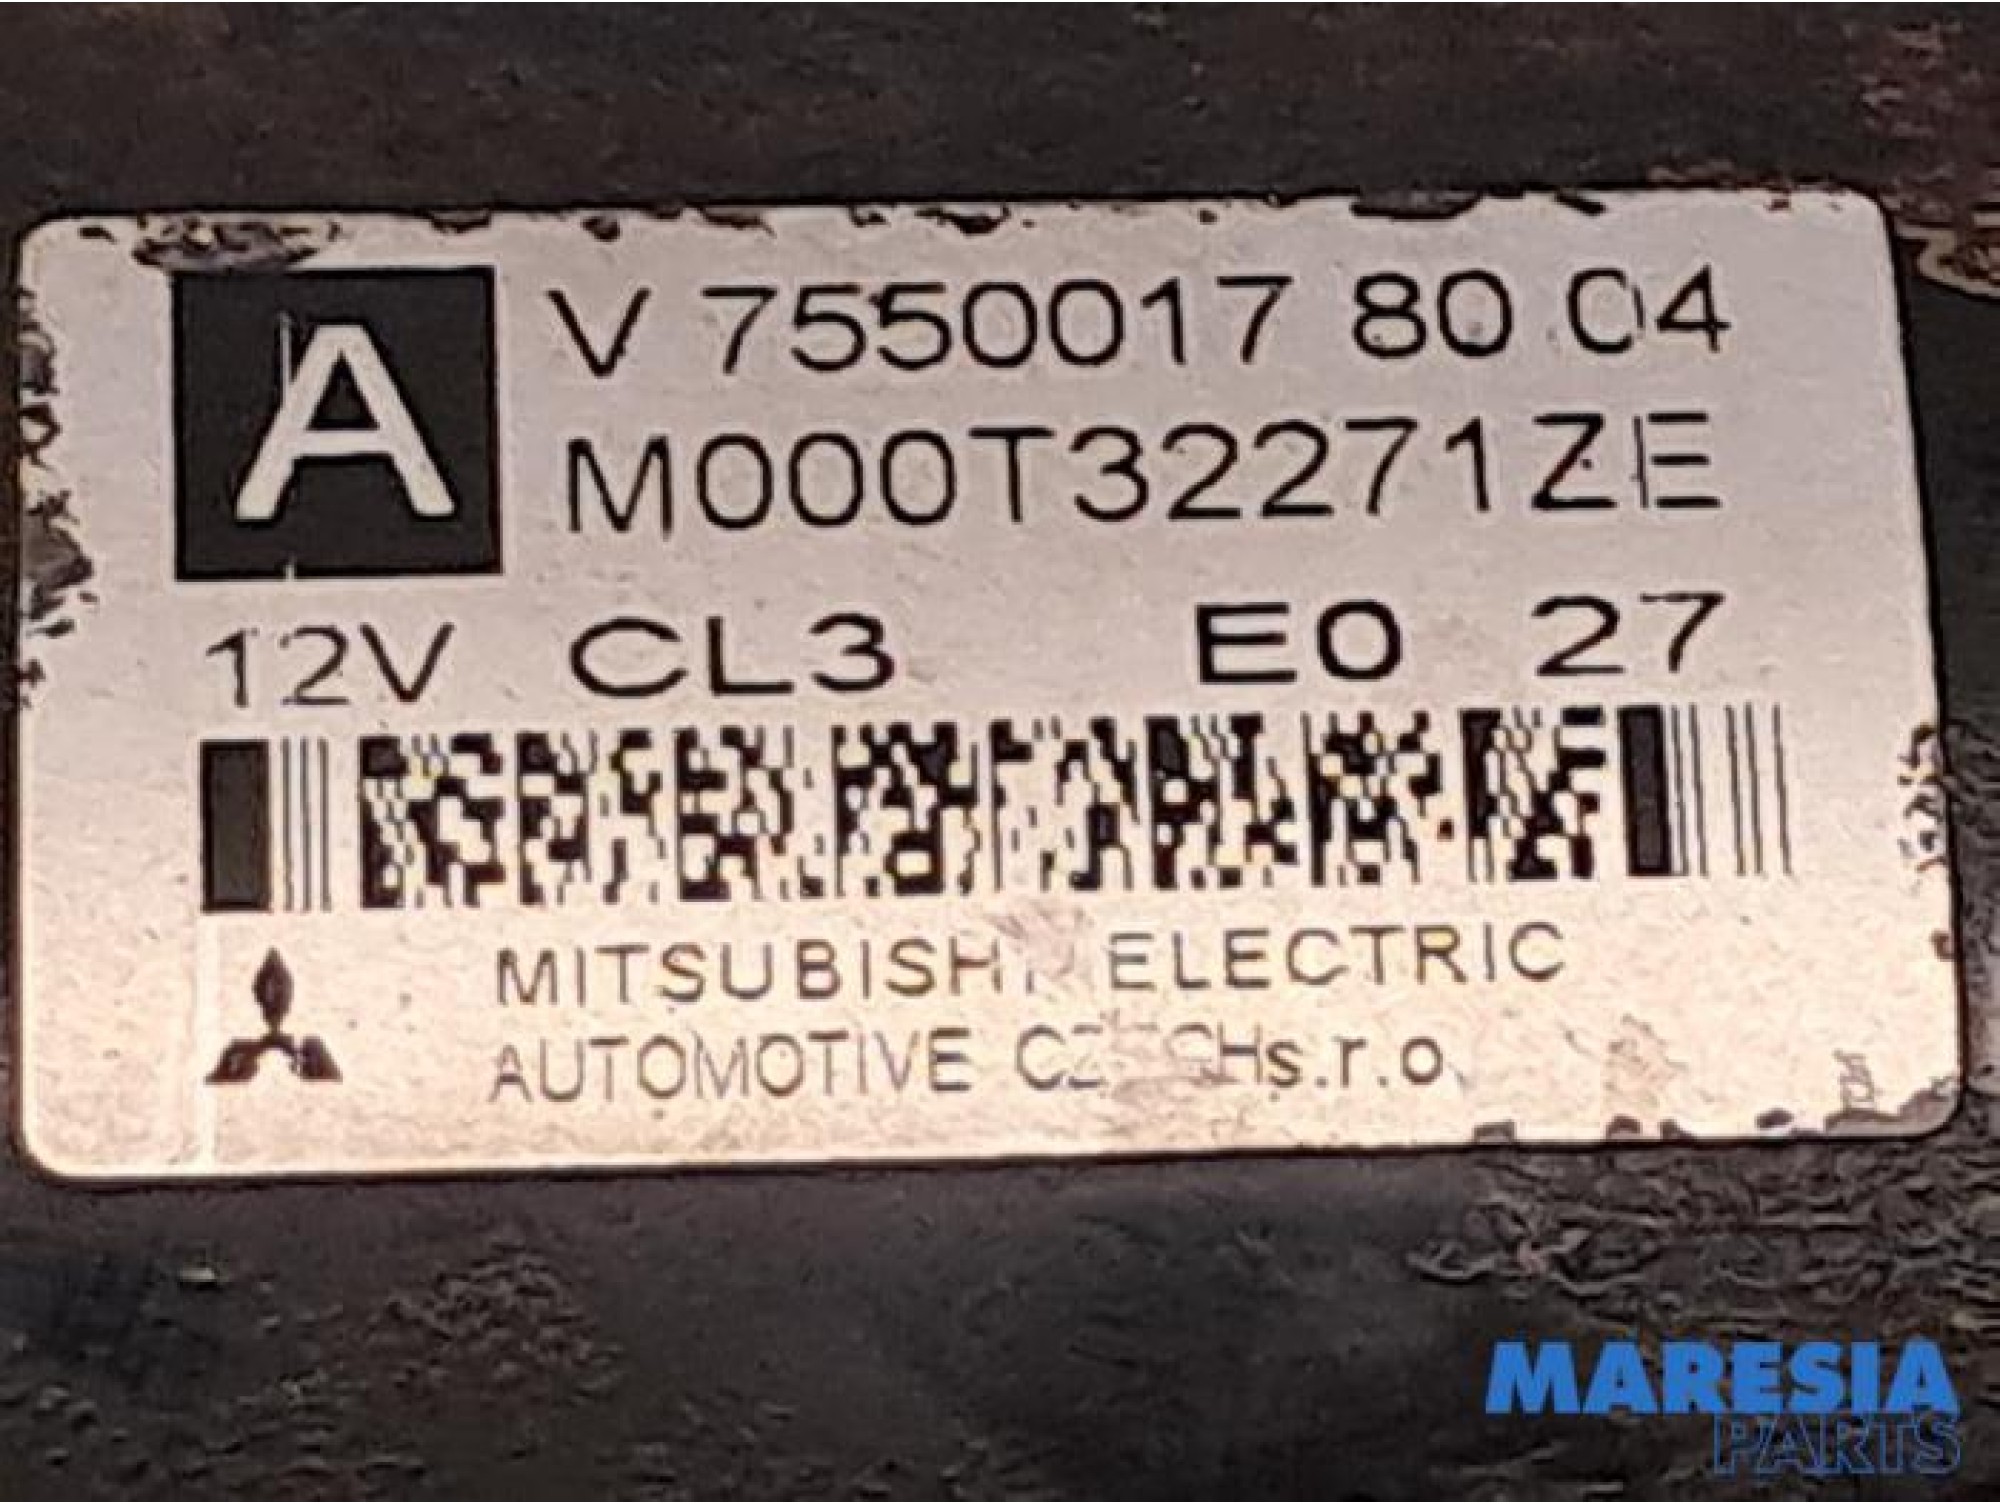 A
V 7550017 80 04
M000T32271ZE
12V CL3 E0 27
MITSUBISHI ELECTRIC
AUTOMOTIVE CZECH s.r.o.
MARESIA
PARTS